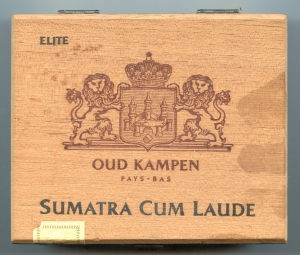 ELITE
OUD KAMPEN
PAYS-BAS
SUMATRA CUM LAUDE